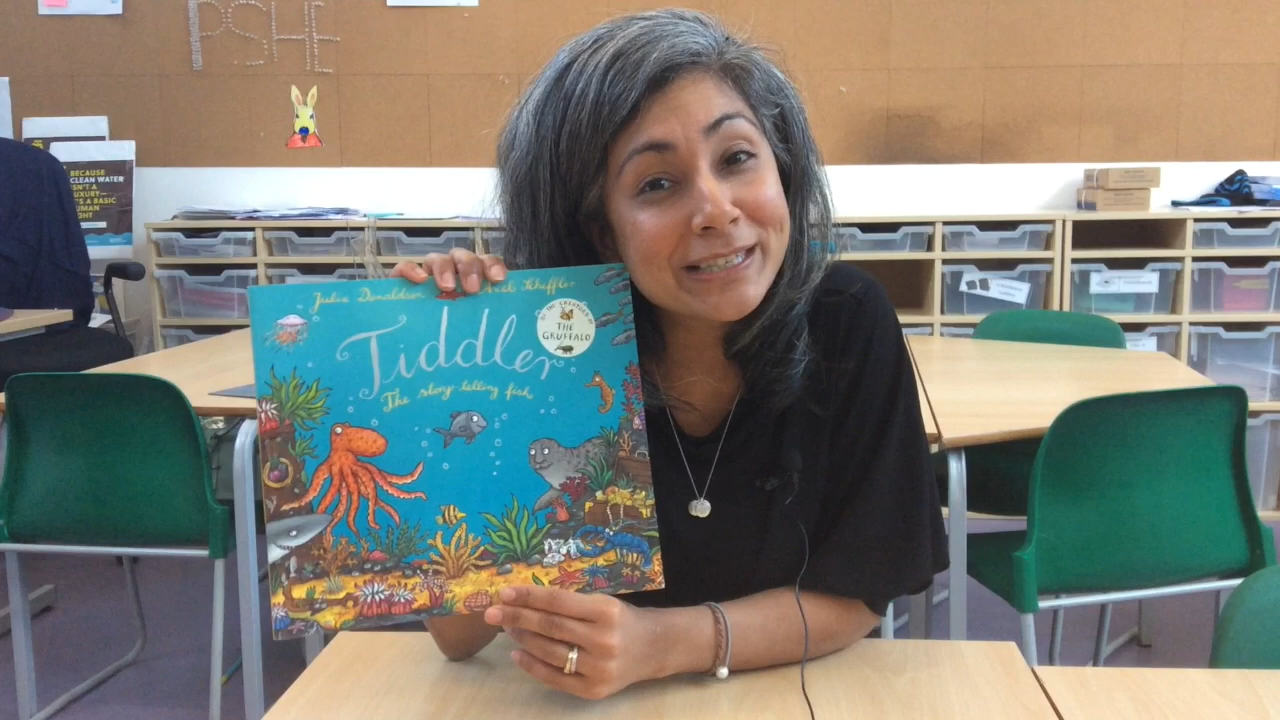 PSHE
BECAUSE
CLEAN WATER
ISN'T A
LUXURY—
IT'S A BASIC
HUMAN
RIGHT
Julia Donaldson Axel Scheffler
BY THE CREATORS OF
THE
GRUFFALO
Tiddler
The story-telling fish